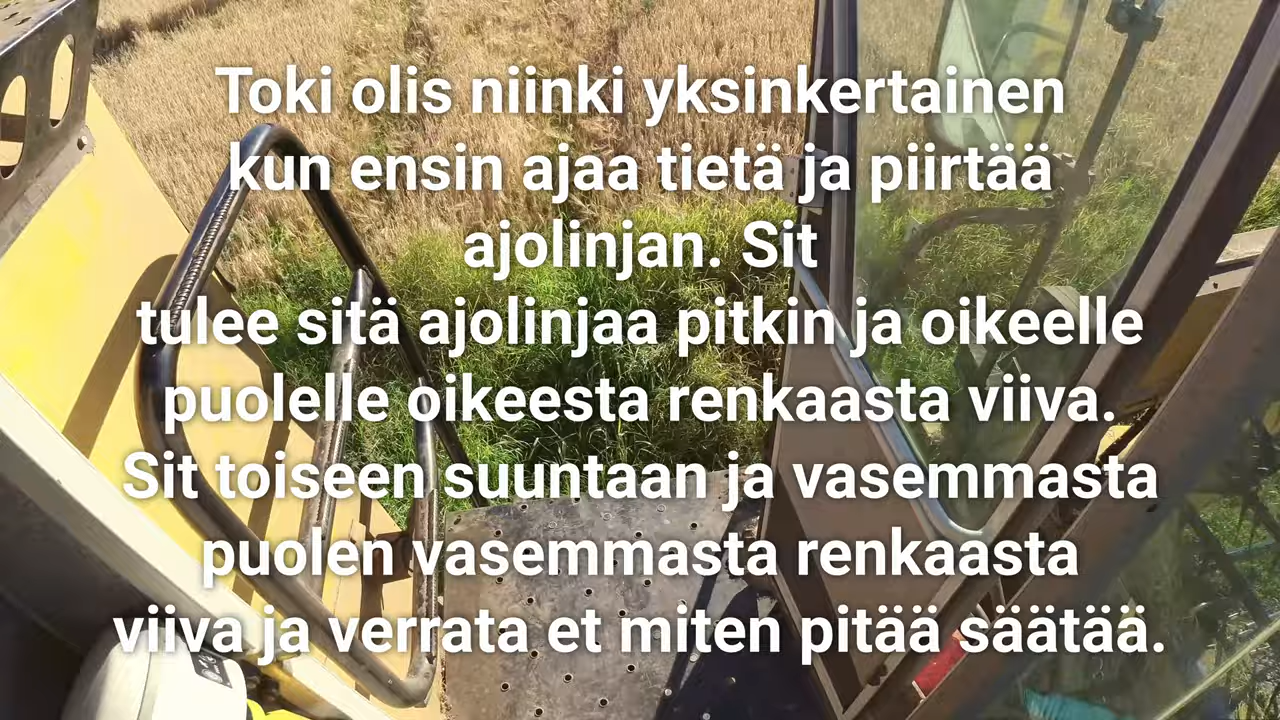 Toki olis niinki yksinkertainen
kun ensin ajaa tietä ja piirtää
ajolinjan. Sit
tulee sitä ajolinjaa pitkin ja oikeelle
puolelle oikeesta renkaasta viiva.
Sit toiseen suuntaan ja vasemmasta
puolen vasemmasta renkaasta
viiva ja verrata et miten pitää säätää.